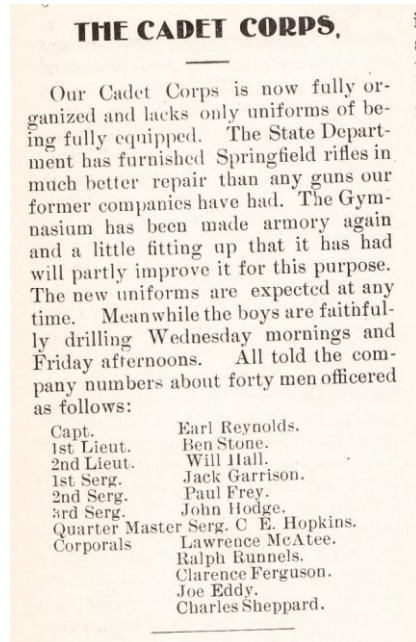 THE CADET CORPS.
Our Cadet Corps is now fully or-
ganized and lacks only uniforms of be-
ing fully equipped. The State Depart-
ment has furnished Springfield rifles in
much better repair than any guns our
former companies have had. The Gym-
nasium has been made armory again
and a little fitting up that it has had
will partly improve it for this purpose.
The new uniforms are expected at any
time. Meanwhile the boys are faithful-
ly drilling Wednesday mornings and
Friday afternoons. All told the com-
pany numbers about forty men officered
as follows:
Capt. Earl Reynolds.
1st Lieut. Ben Stone.
2nd Lieut. Will Hall.
1st Serg. Jack Garrison.
2nd Serg. Paul Frey.
3rd Serg. John Hodge.
Quarter Master Serg. C E. Hopkins.
Corporals Lawrence McAtee.
Ralph Runnels.
Clarence Ferguson.
Joe Eddy.
Charles Sheppard.